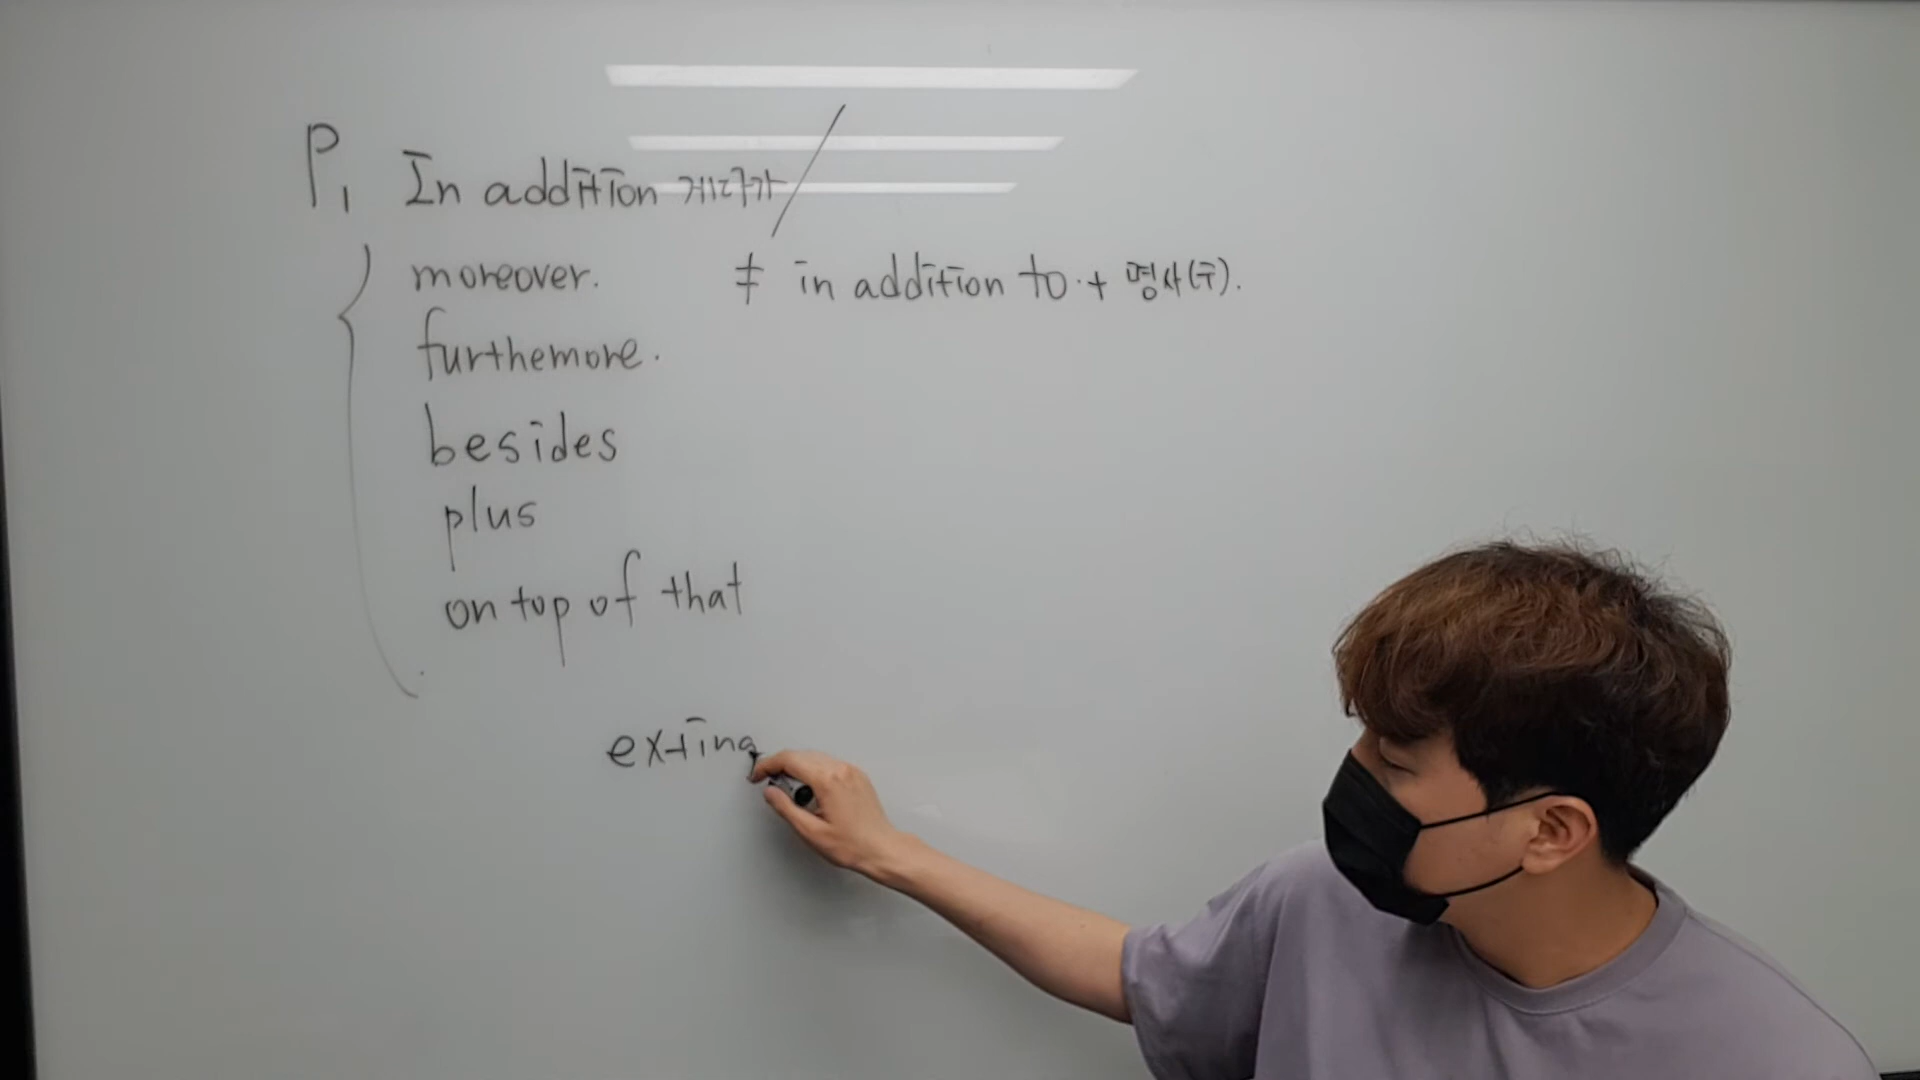 P1 In addition 게다가
moreover.
≠ in addition to + 명사(구).
furthemore.
besides
plus
on top of that
exting